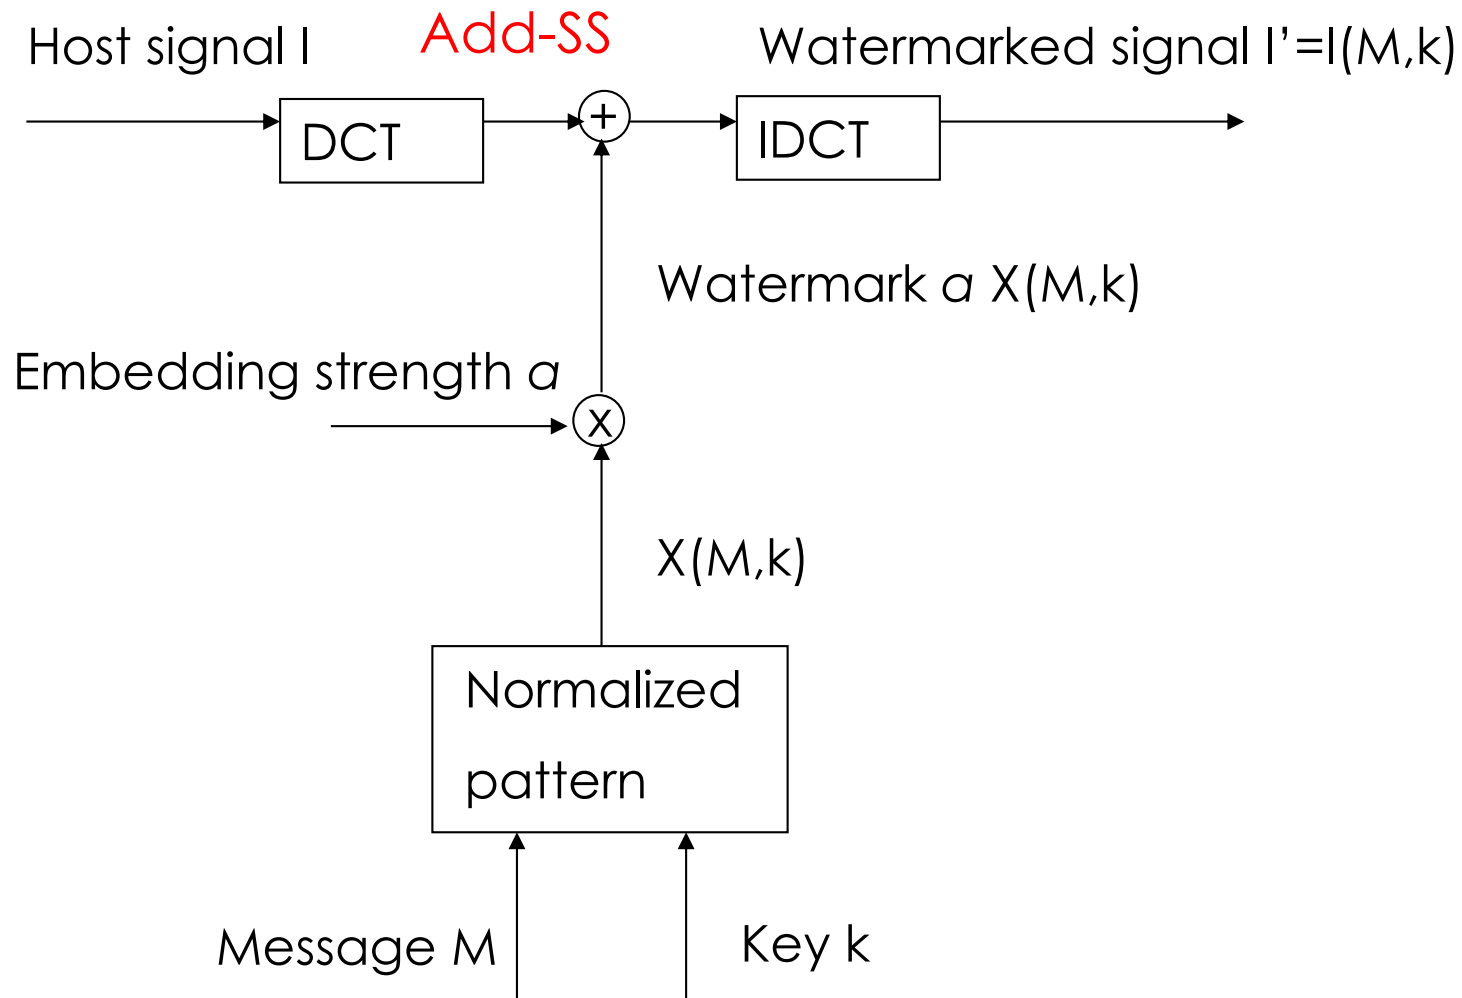 Host signal I
Add-SS
Watermarked signal I’=I(M,k)
DCT
+
IDCT
Watermark a X(M,k)
Embedding strength a
X
X(M,k)
Normalized
pattern
Message M
Key k